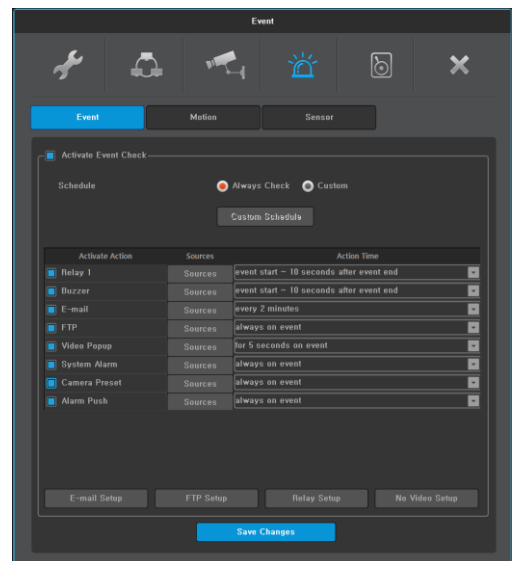 Event
Event Motion Sensor
Activate Event Check
Schedule Always Check Custom
Custom Schedule
Activate Action Sources Action Time
Relay 1 Sources event start - 10 seconds after event end
Buzzer Sources event start - 10 seconds after event end
E-mail Sources every 2 minutes
FTP Sources always on event
Video Popup Sources for 5 seconds on event
System Alarm Sources always on event
Camera Preset Sources always on event
Alarm Push Sources always on event
E-mail Setup FTP Setup Relay Setup No Video Setup
Save Changes